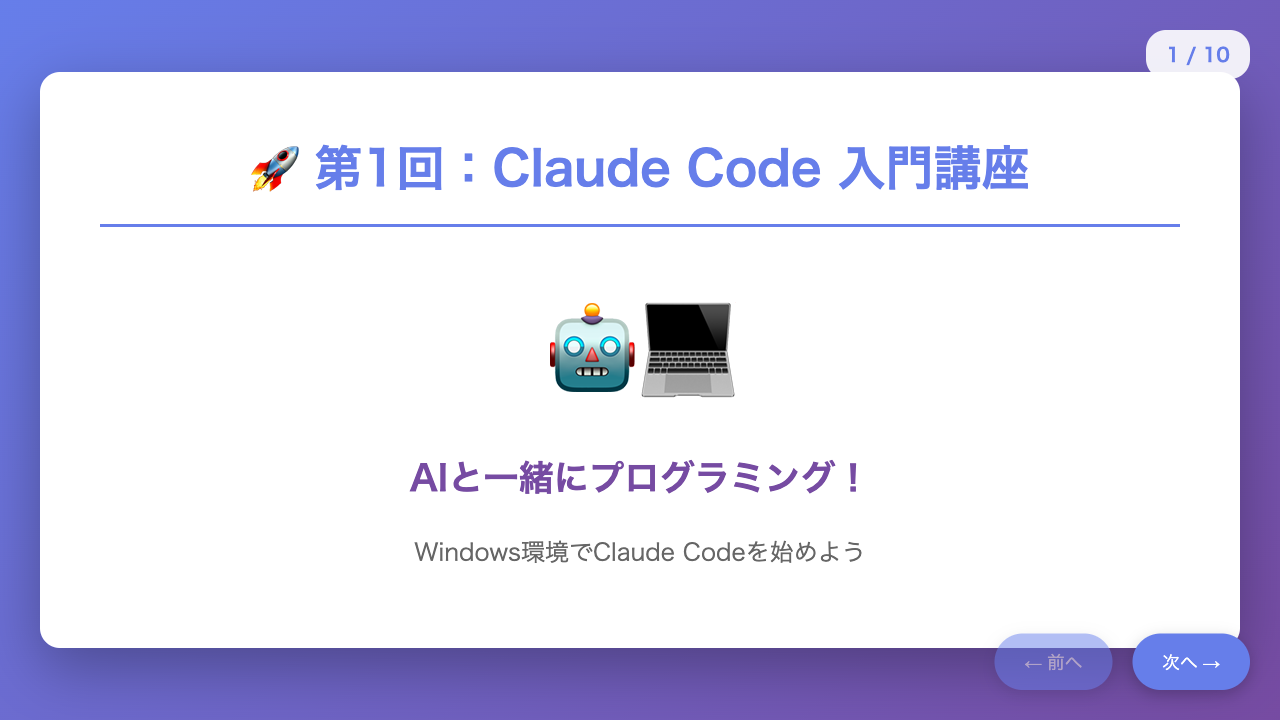 1 / 10
🚀 第1回：Claude Code 入門講座
AIと一緒にプログラミング！
Windows環境でClaude Codeを始めよう
← 前へ
次へ →